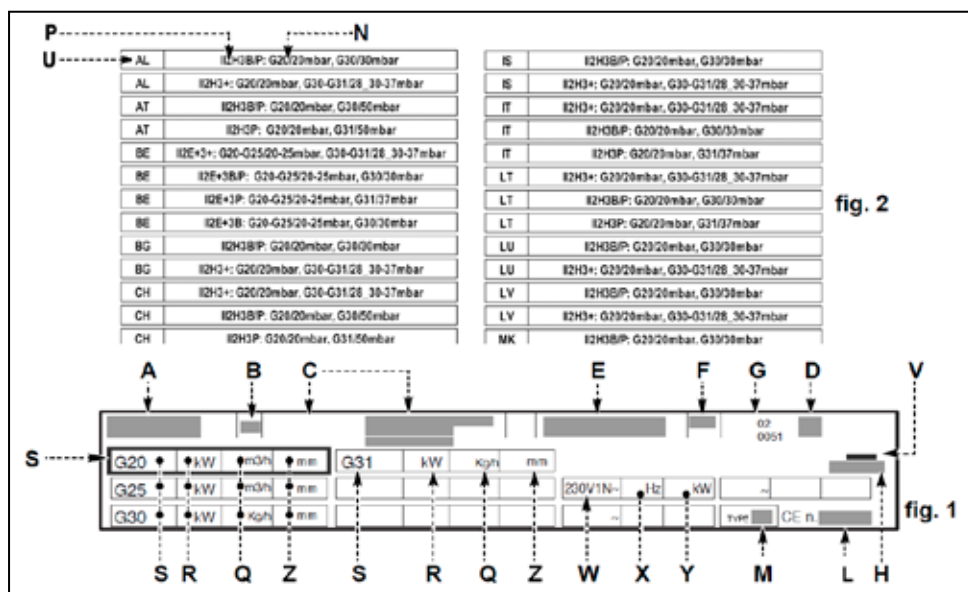 P N
U AL II2H3B/P: G20/20mbar, G30/30mbar
AL II2H3+: G20/20mbar, G30-G31/28_30-37mbar
AT II2H3B/P: G20/20mbar, G30/50mbar
AT II2H3P: G20/20mbar, G31/50mbar
BE II2E+3+: G20-G25/20-25mbar, G30-G31/28_30-37mbar
BE II2E+3B/P: G20-G25/20-25mbar, G30/30mbar
BE II2E+3P: G20-G25/20-25mbar, G31/37mbar
BE II2E+3B: G20-G25/20-25mbar, G30/30mbar
BG II2H3B/P: G20/20mbar, G30/30mbar
BG II2H3+: G20/20mbar, G30-G31/28_30-37mbar
CH II2H3+: G20/20mbar, G30-G31/28_30-37mbar
CH II2H3B/P: G20/20mbar, G30/50mbar
CH II2H3P: G20/20mbar, G31/50mbar
IS II2H3B/P: G20/20mbar, G30/30mbar
IS II2H3+: G20/20mbar, G30-G31/28_30-37mbar
IT II2H3+: G20/20mbar, G30-G31/28_30-37mbar
IT II2H3B/P: G20/20mbar, G30/30mbar
IT II2H3P: G20/20mbar, G31/37mbar
LT II2H3+: G20/20mbar, G30-G31/28_30-37mbar
LT II2H3B/P: G20/20mbar, G30/30mbar
LT II2H3P: G20/20mbar, G31/37mbar
LU II2H3B/P: G20/20mbar, G30/30mbar
LU II2H3+: G20/20mbar, G30-G31/28_30-37mbar
LV II2H3B/P: G20/20mbar, G30/30mbar
LV II2H3+: G20/20mbar, G30-G31/28_30-37mbar
MK II2H3B/P: G20/20mbar, G30/30mbar
fig. 2
A B C E F G D V
02
0051
S G20 kW m3/h mm G31 kW Kg/h mm
G25 kW m3/h mm 230V1N~ Hz kW ~
G30 kW Kg/h mm ~ TYPE CE n.
fig. 1
S R Q Z S R Q Z W X Y M L H